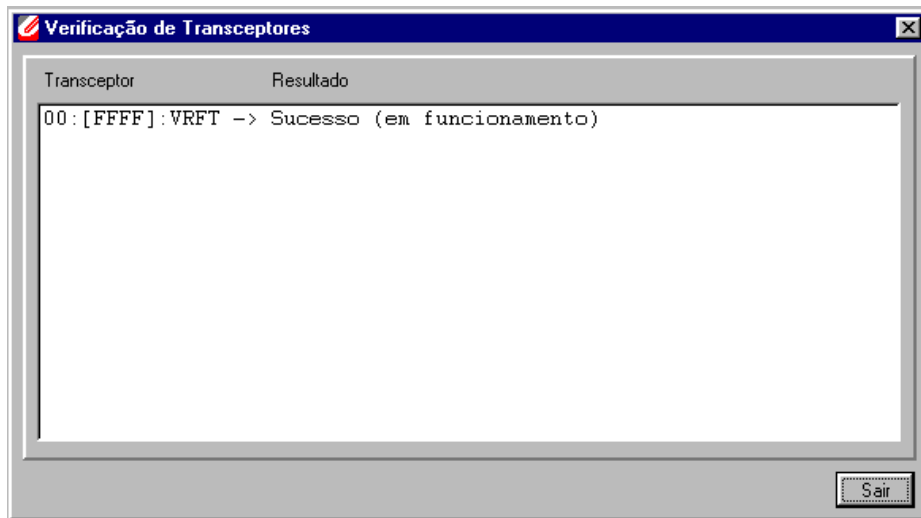 Verificação de Transceptores
Transceptor Resultado
00:[FFFF]:VRFT -> Sucesso (em funcionamento)
Sair